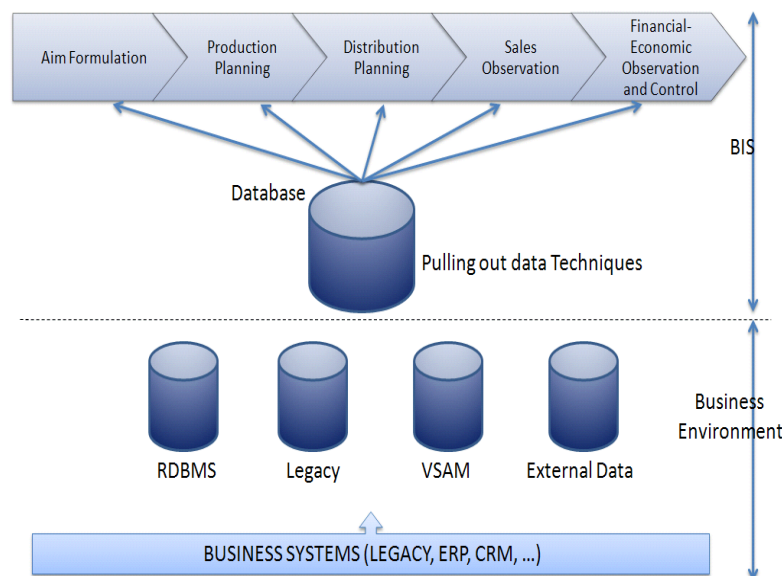 Aim Formulation
Production
Planning
Distribution
Planning
Sales
Observation
Financial-
Economic
Observation
and Control
BIS
Database
Pulling out data Techniques
Business
Environment
RDBMS
Legacy
VSAM
External Data
BUSINESS SYSTEMS (LEGACY, ERP, CRM, ...)